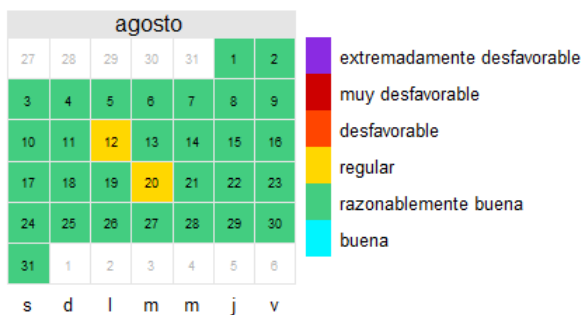 agosto
27 28 29 30 31 1 2
3 4 5 6 7 8 9
10 11 12 13 14 15 16
17 18 19 20 21 22 23
24 25 26 27 28 29 30
31 1 2 3 4 5 6
s d l m m j v
extremadamente desfavorable
muy desfavorable
desfavorable
regular
razonablemente buena
buena